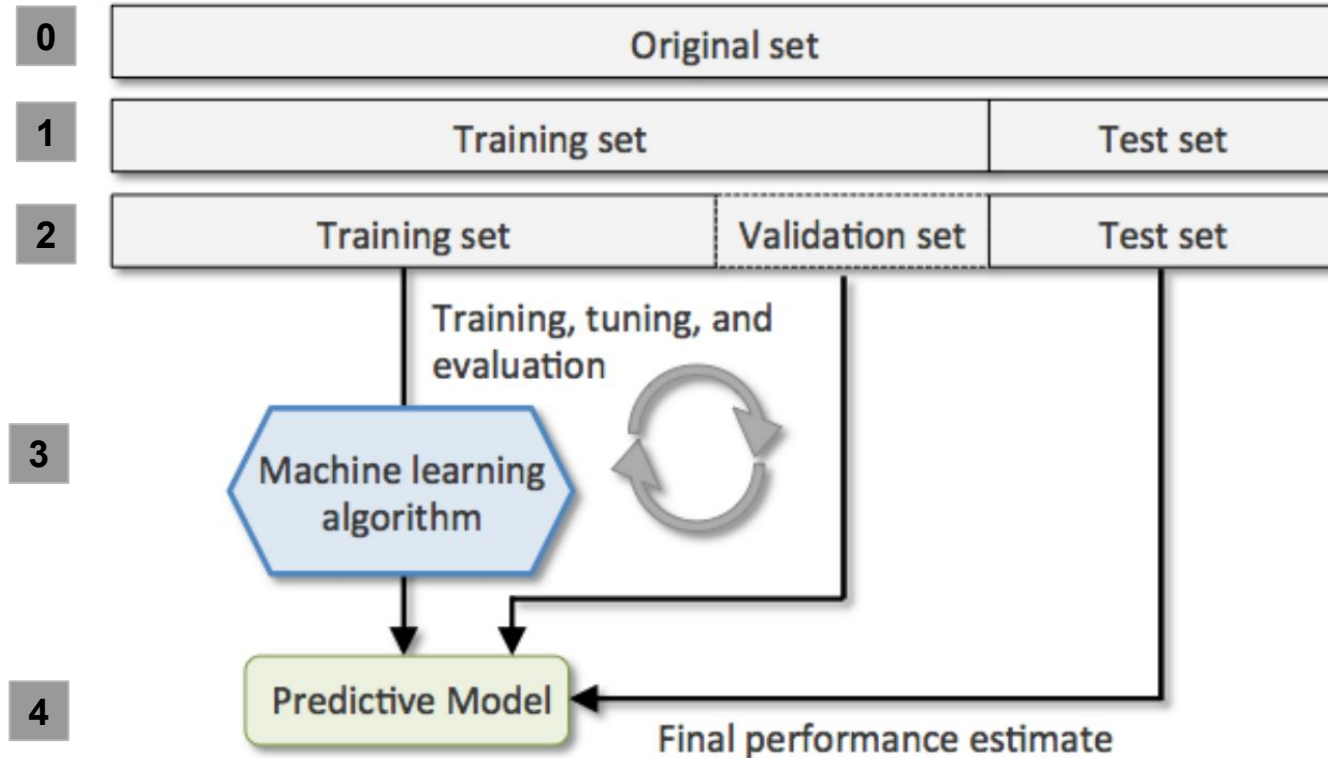 0
Original set
1
Training set
Test set
2
Training set
Validation set
Test set
Training, tuning, and
evaluation
3
Machine learning
algorithm
4
Predictive Model
Final performance estimate